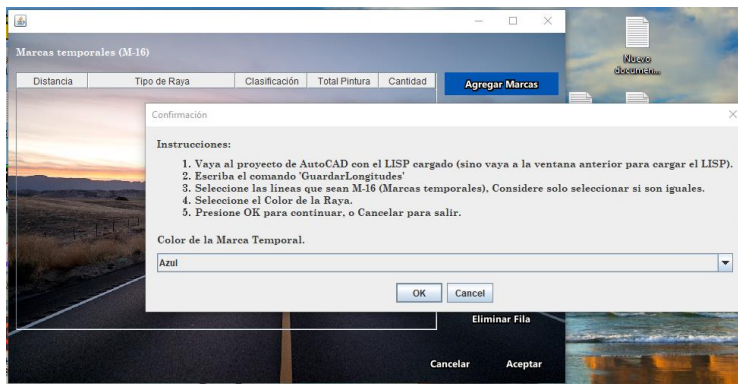 Marcas temporales (M-16)
Distancia Tipo de Raya Clasificación Total Pintura Cantidad
Agregar Marcas
Nuevo
documen...
Confirmación
Instrucciones:
1. Vaya al proyecto de AutoCAD con el LISP cargado (sino vaya a la ventana anterior para cargar el LISP).
2. Escriba el comando 'GuardarLongitudes'
3. Seleccione las líneas que sean M-16 (Marcas temporales), Considere solo seleccionar si son iguales.
4. Seleccione el Color de la Raya.
5. Presione OK para continuar, o Cancelar para salir.
Color de la Marca Temporal.
Azul
OK Cancel
Eliminar Fila
Cancelar Aceptar